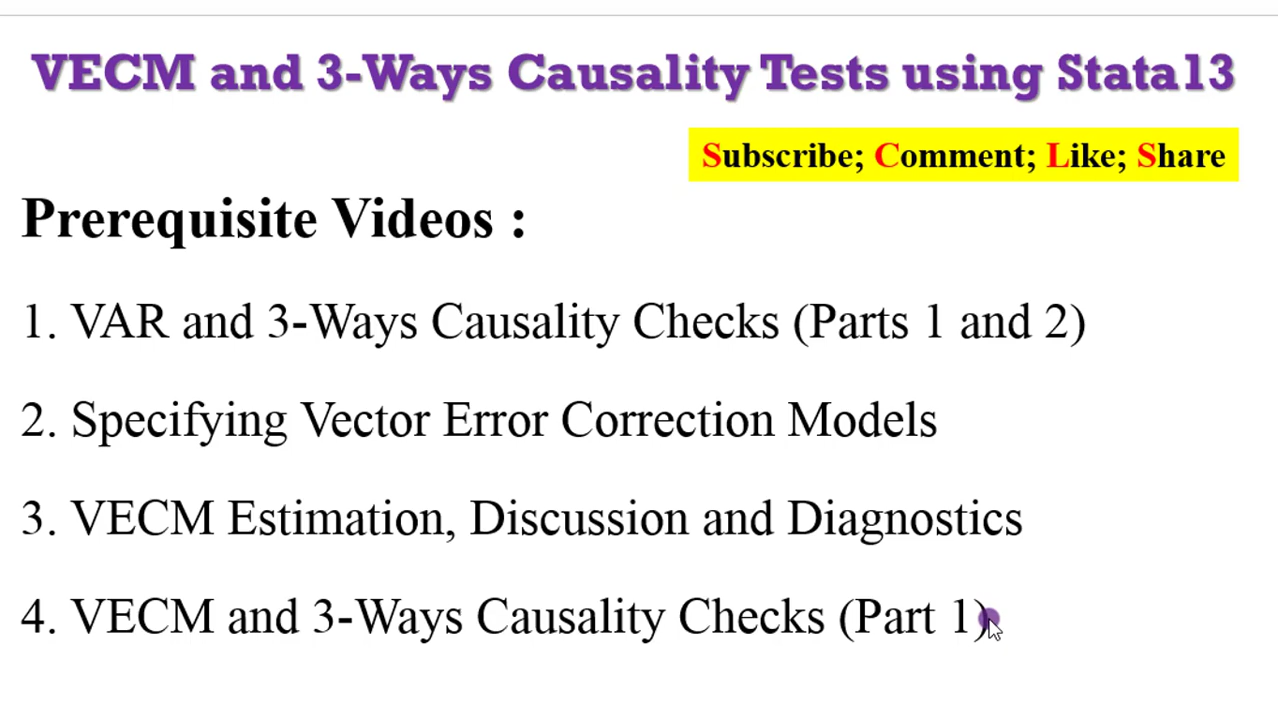 VECM and 3-Ways Causality Tests using Stata13
Subscribe; Comment; Like; Share
Prerequisite Videos :
1. VAR and 3-Ways Causality Checks (Parts 1 and 2)
2. Specifying Vector Error Correction Models
3. VECM Estimation, Discussion and Diagnostics
4. VECM and 3-Ways Causality Checks (Part 1)